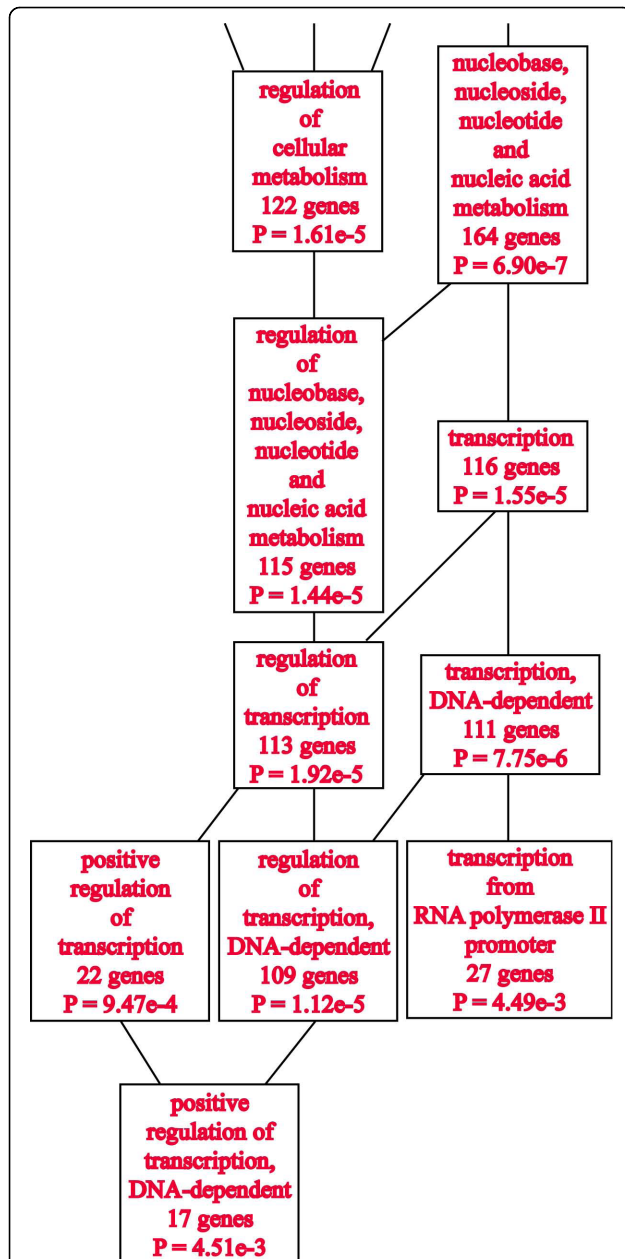 regulation
of
cellular
metabolism
122 genes
P = 1.61e-5
nucleobase,
nucleoside,
nucleotide
and
nucleic acid
metabolism
164 genes
P = 6.90e-7
regulation
of
nucleobase,
nucleoside,
nucleotide
and
nucleic acid
metabolism
115 genes
P = 1.44e-5
transcription
116 genes
P = 1.55e-5
regulation
of
transcription
113 genes
P = 1.92e-5
transcription,
DNA-dependent
111 genes
P = 7.75e-6
positive
regulation
of
transcription
22 genes
P = 9.47e-4
regulation
of
transcription,
DNA-dependent
109 genes
P = 1.12e-5
transcription
from
RNA polymerase II
promoter
27 genes
P = 4.49e-3
positive
regulation of
transcription,
DNA-dependent
17 genes
P = 4.51e-3